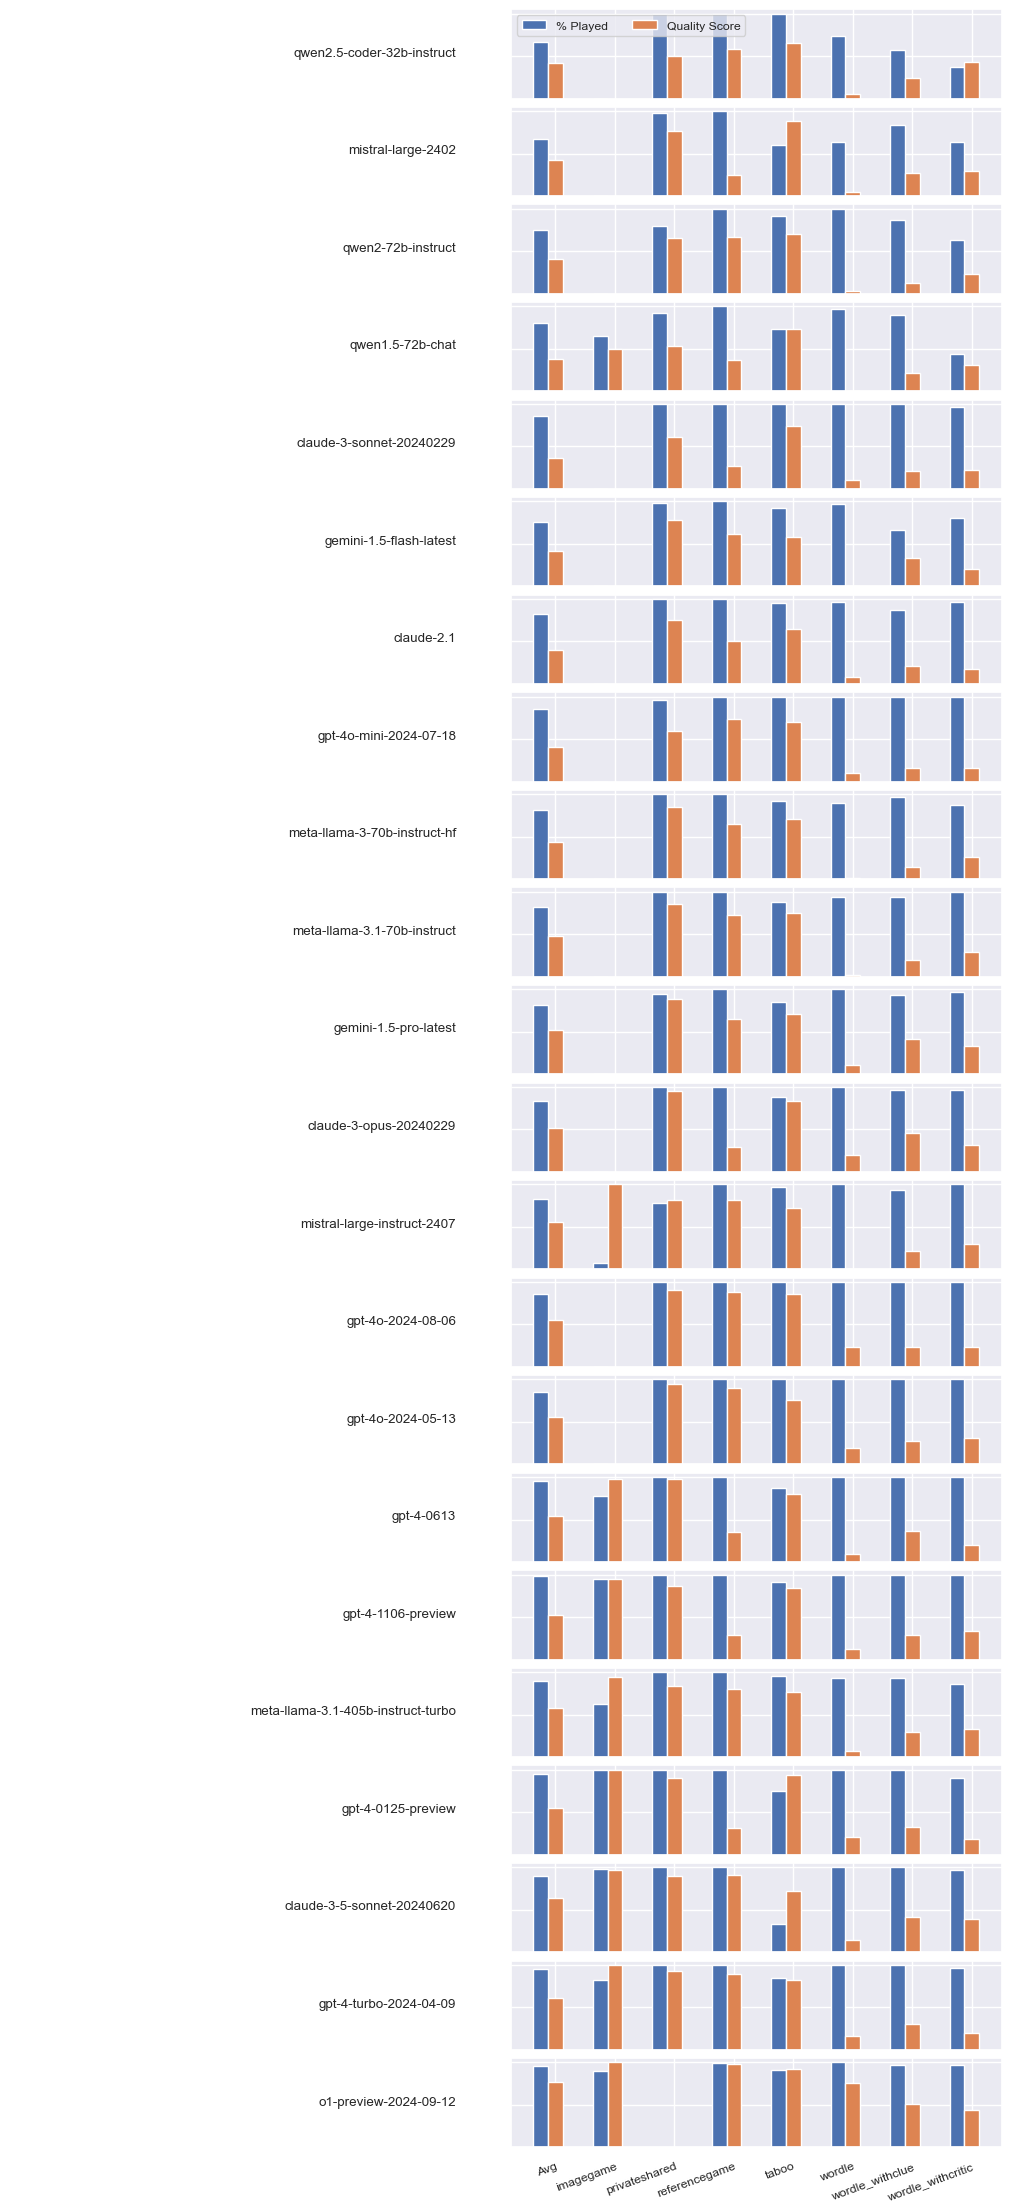 % Played Quality Score
qwen2.5-coder-32b-instruct
mistral-large-2402
qwen2-72b-instruct
qwen1.5-72b-chat
claude-3-sonnet-20240229
gemini-1.5-flash-latest
claude-2.1
gpt-4o-mini-2024-07-18
meta-llama-3-70b-instruct-hf
meta-llama-3.1-70b-instruct
gemini-1.5-pro-latest
claude-3-opus-20240229
mistral-large-instruct-2407
gpt-4o-2024-08-06
gpt-4o-2024-05-13
gpt-4-0613
gpt-4-1106-preview
meta-llama-3.1-405b-instruct-turbo
gpt-4-0125-preview
claude-3-5-sonnet-20240620
gpt-4-turbo-2024-04-09
o1-preview-2024-09-12
Avg
imagegame
privateshared
referencegame
taboo
wordle
wordle_withclue
wordle_withcritic